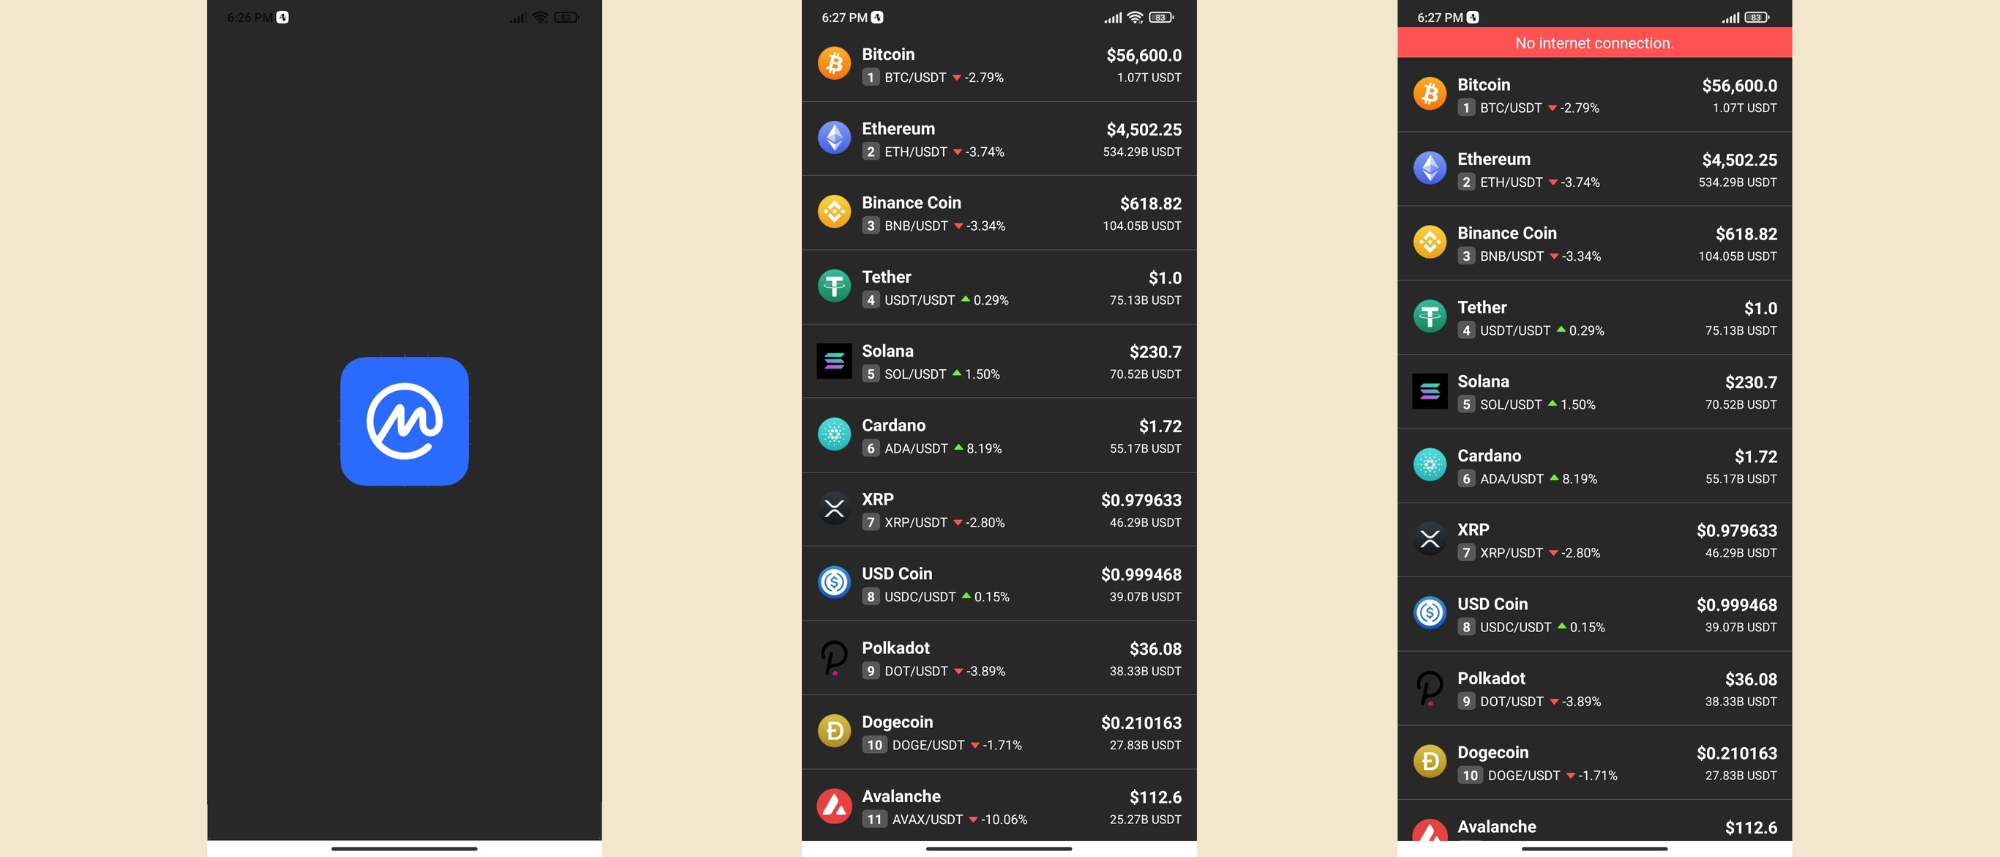 6:26 PM
83
6:27 PM
83
Bitcoin $56,600.0
1 BTC/USDT -2.79% 1.07T USDT
Ethereum $4,502.25
2 ETH/USDT -3.74% 534.29B USDT
Binance Coin $618.82
3 BNB/USDT -3.34% 104.05B USDT
Tether $1.0
4 USDT/USDT 0.29% 75.13B USDT
Solana $230.7
5 SOL/USDT 1.50% 70.52B USDT
Cardano $1.72
6 ADA/USDT 8.19% 55.17B USDT
XRP $0.979633
7 XRP/USDT -2.80% 46.29B USDT
USD Coin $0.999468
8 USDC/USDT 0.15% 39.07B USDT
Polkadot $36.08
9 DOT/USDT -3.89% 38.33B USDT
Dogecoin $0.210163
10 DOGE/USDT -1.71% 27.83B USDT
Avalanche $112.6
11 AVAX/USDT -10.06% 25.27B USDT
6:27 PM
83
No internet connection.
Bitcoin $56,600.0
1 BTC/USDT -2.79% 1.07T USDT
Ethereum $4,502.25
2 ETH/USDT -3.74% 534.29B USDT
Binance Coin $618.82
3 BNB/USDT -3.34% 104.05B USDT
Tether $1.0
4 USDT/USDT 0.29% 75.13B USDT
Solana $230.7
5 SOL/USDT 1.50% 70.52B USDT
Cardano $1.72
6 ADA/USDT 8.19% 55.17B USDT
XRP $0.979633
7 XRP/USDT -2.80% 46.29B USDT
USD Coin $0.999468
8 USDC/USDT 0.15% 39.07B USDT
Polkadot $36.08
9 DOT/USDT -3.89% 38.33B USDT
Dogecoin $0.210163
10 DOGE/USDT -1.71% 27.83B USDT
Avalanche $112.6